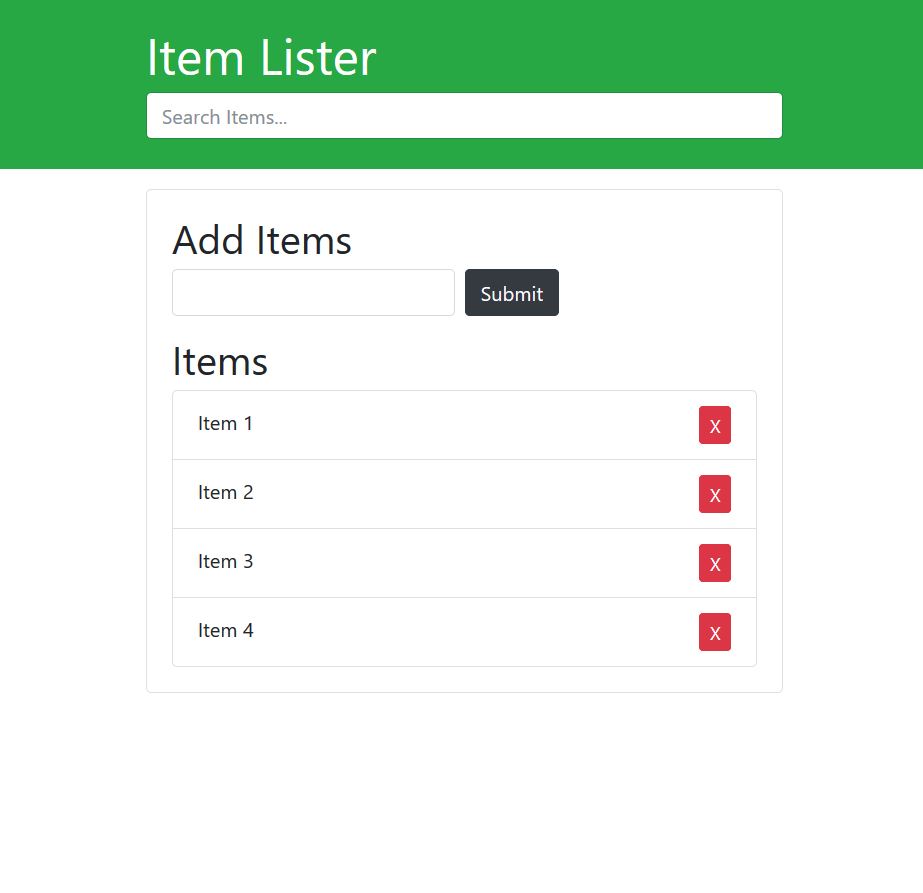 Item Lister
Search Items...
Add Items
Submit
Items
Item 1 X
Item 2 X
Item 3 X
Item 4 X